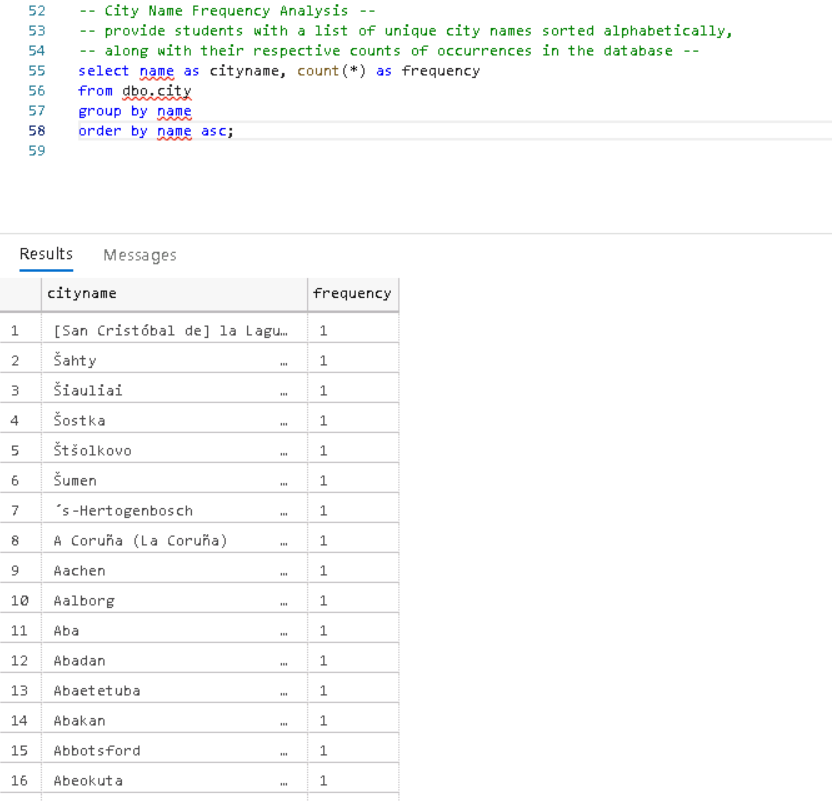 52 -- City Name Frequency Analysis --
53 -- provide students with a list of unique city names sorted alphabetically,
54 -- along with their respective counts of occurrences in the database --
55 select name as cityname, count(*) as frequency
56 from dbo.city
57 group by name
58 order by name asc;
59
Results Messages
cityname frequency
1 [San Cristóbal de] la Lagu… 1
2 Šahty … 1
3 Šiauliai … 1
4 Šostka … 1
5 Štšolkovo … 1
6 Šumen … 1
7 ´s-Hertogenbosch … 1
8 A Coruña (La Coruña) … 1
9 Aachen … 1
10 Aalborg … 1
11 Aba … 1
12 Abadan … 1
13 Abaetetuba … 1
14 Abakan … 1
15 Abbotsford … 1
16 Abeokuta … 1